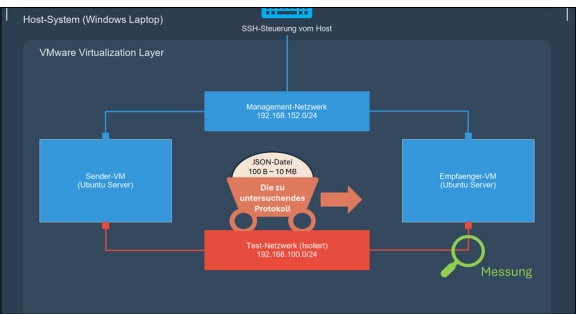 Host-System (Windows Laptop)
SSH-Steuerung vom Host
VMware Virtualization Layer
Management-Netzwerk
192.168.152.0/24
Sender-VM
(Ubuntu Server)
JSON-Datei
100 B ~ 10 MB
Die zu
untersuchendes
Protokoll
Empfaenger-VM
(Ubuntu Server)
Test-Netzwerk (Isoliert)
192.168.100.0/24
Messung